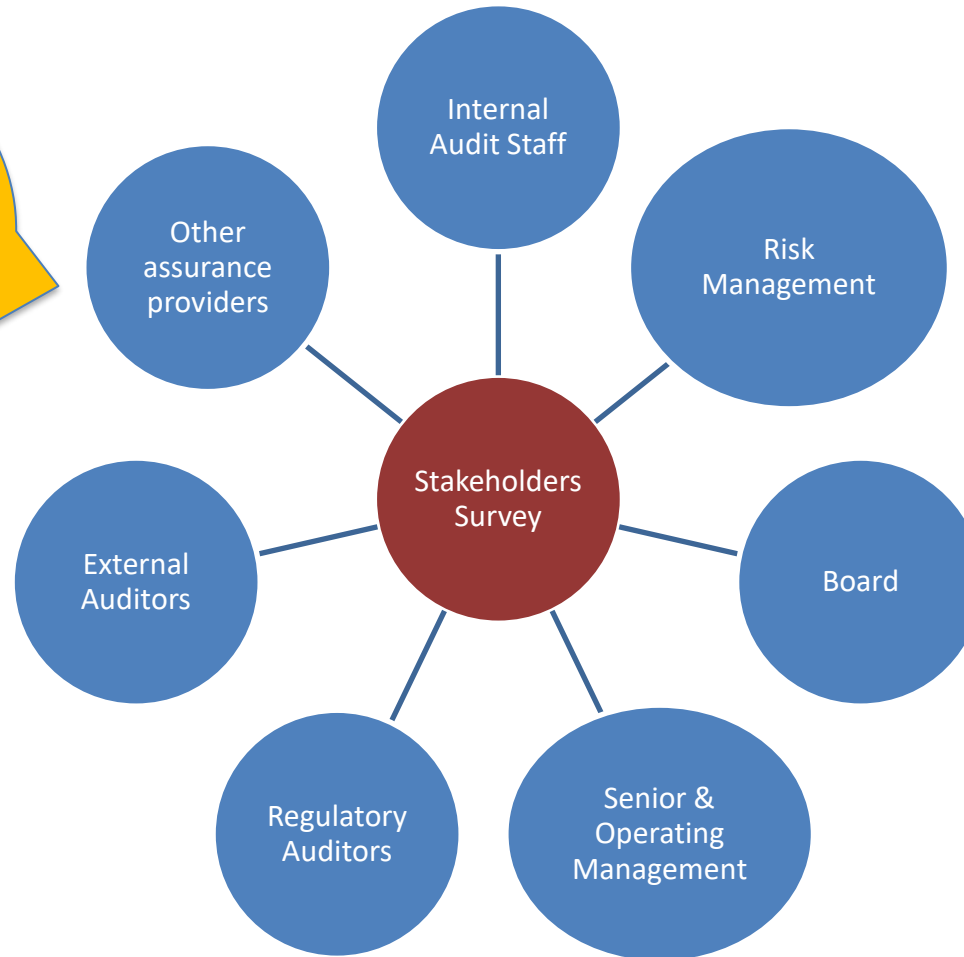 Internal
Audit Staff
Risk
Management
Board
Senior &
Operating
Management
Regulatory
Auditors
External
Auditors
Other
assurance
providers
Stakeholders
Survey